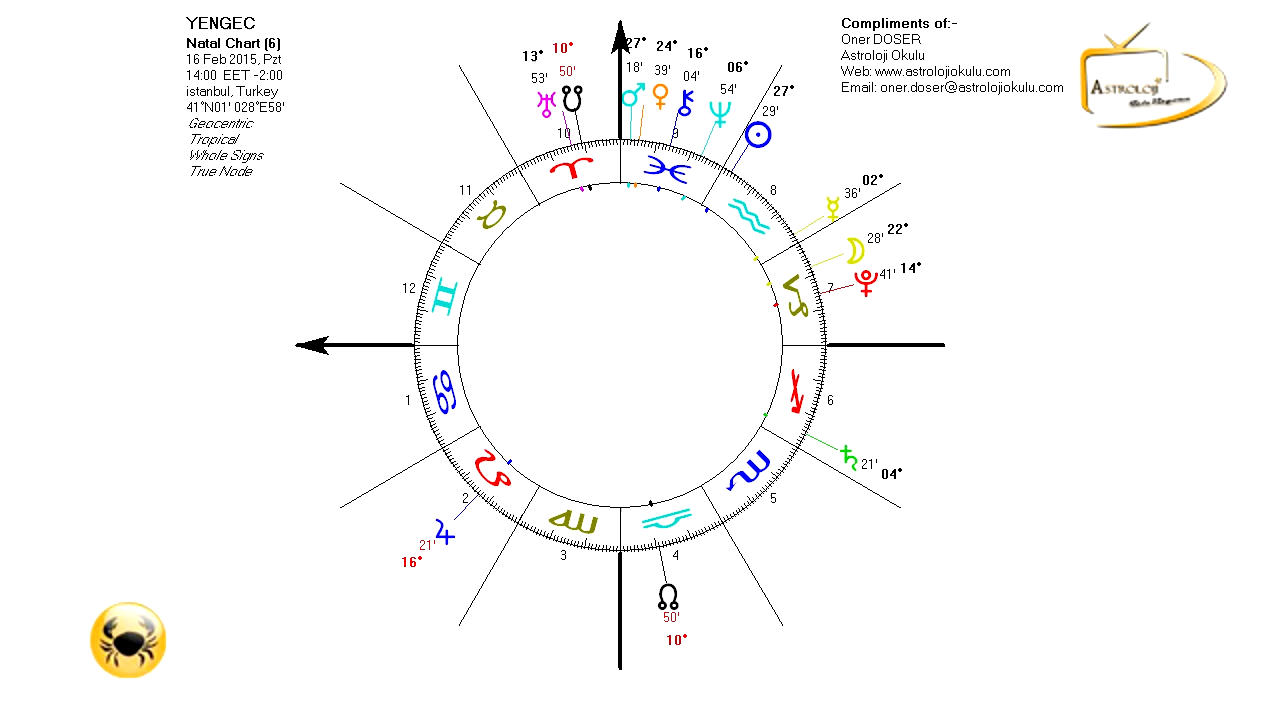 YENGEC
Natal Chart (6)
16 Feb 2015, Pzt
14:00 EET -2:00
istanbul, Turkey
41°N01' 028°E58'
Geocentric
Tropical
Whole Signs
True Node
Compliments of:-
Oner DOSER
Astroloji Okulu
Web: www.astrolojiokulu.com
Email: oner.doser@astrolojiokulu.com
ASTROLOJİ
13° 53'
10° 50'
27° 18'
24° 39'
16° 04'
06° 54'
27° 29'
36' 02°
28' 22°
41' 14°
21' 04°
50' 10°
21' 16°
10
9
11
8
12
7
1
6
2
5
3
4